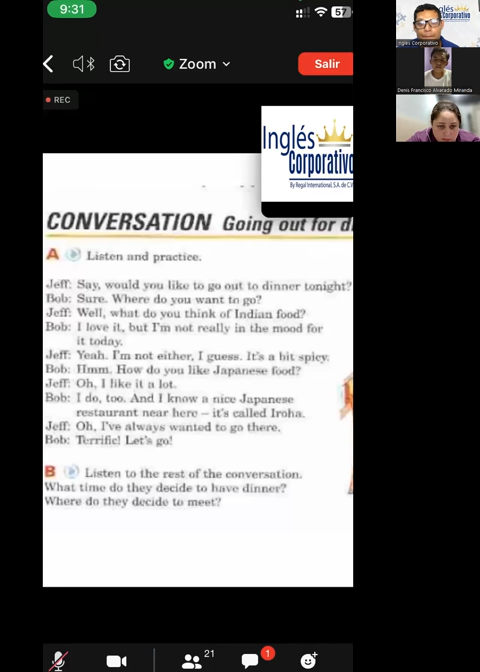 9:31
57
Zoom
Salir
REC
Inglés
Corporativo
By Regal International, S.A. de C.V
Inglés Corporativo
Denis Francisco Alvarado Miranda
CONVERSATION Going out for d
A Listen and practice.
Jeff: Say, would you like to go out to dinner tonight?
Bob: Sure. Where do you want to go?
Jeff: Well, what do you think of Indian food?
Bob: I love it, but I'm not really in the mood for
it today.
Jeff: Yeah. I'm not either, I guess. It's a bit spicy.
Bob: Hmm. How do you like Japanese food?
Jeff: Oh, I like it a lot.
Bob: I do, too. And I know a nice Japanese
restaurant near here – it's called Iroha.
Jeff: Oh, I've always wanted to go there.
Bob: Terrific! Let's go!
B Listen to the rest of the conversation.
What time do they decide to have dinner?
Where do they decide to meet?
21
1